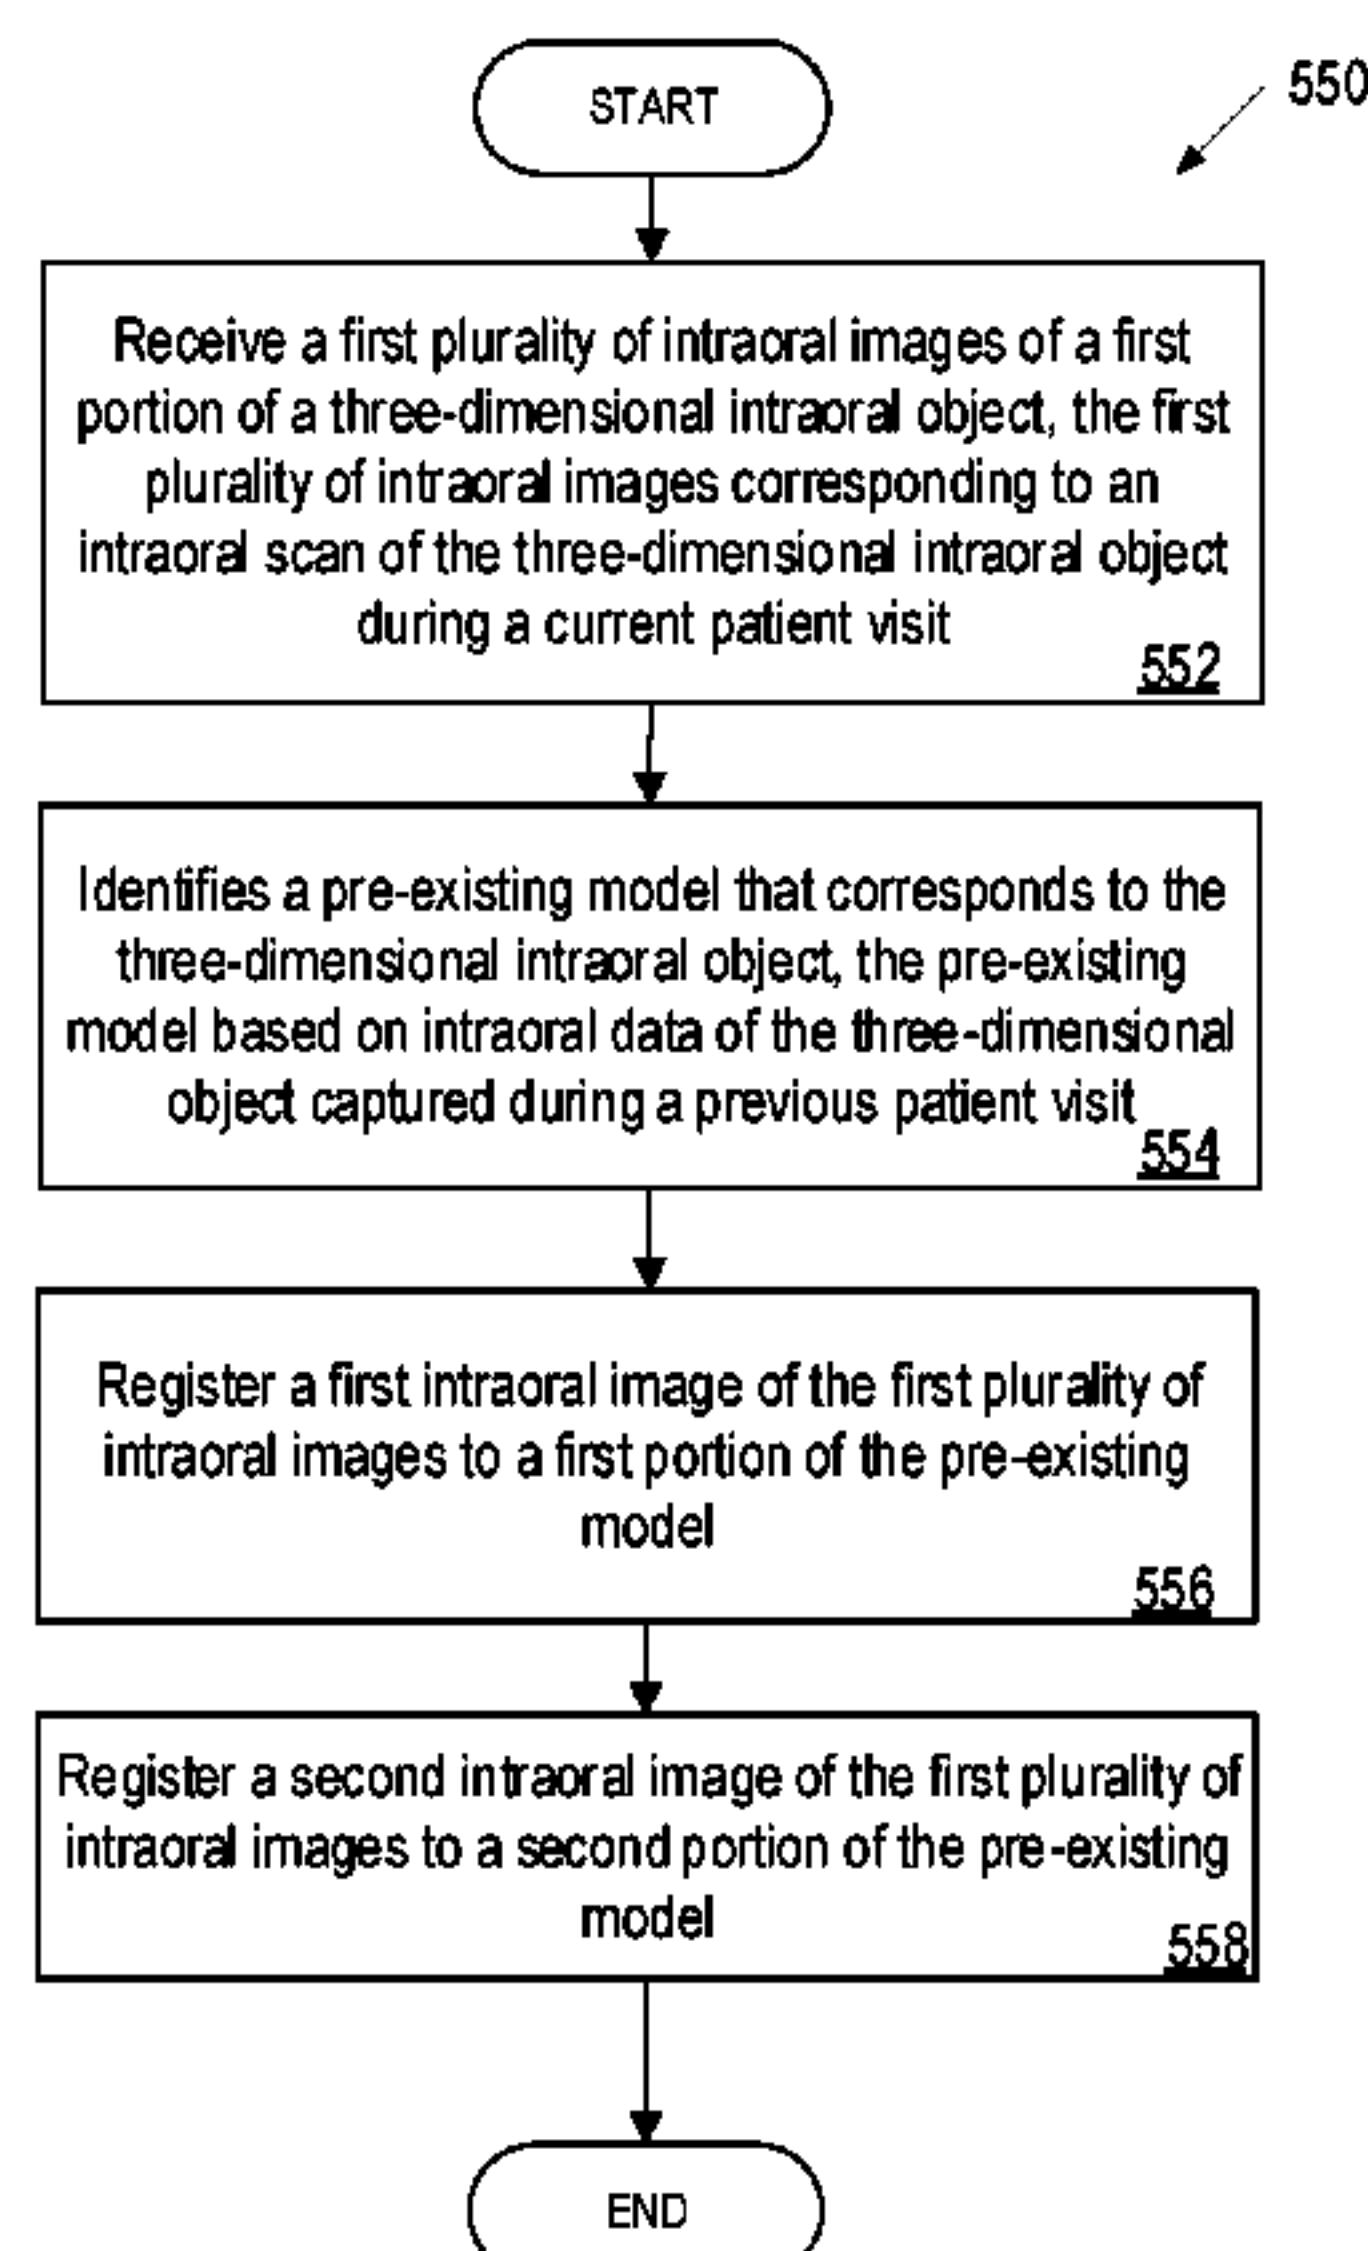 START
550
Receive a first plurality of intraoral images of a first
portion of a three-dimensional intraoral object, the first
plurality of intraoral images corresponding to an
intraoral scan of the three-dimensional intraoral object
during a current patient visit
552
Identifies a pre-existing model that corresponds to the
three-dimensional intraoral object, the pre-existing
model based on intraoral data of the three-dimensional
object captured during a previous patient visit
554
Register a first intraoral image of the first plurality of
intraoral images to a first portion of the pre-existing
model
556
Register a second intraoral image of the first plurality of
intraoral images to a second portion of the pre-existing
model
558
END